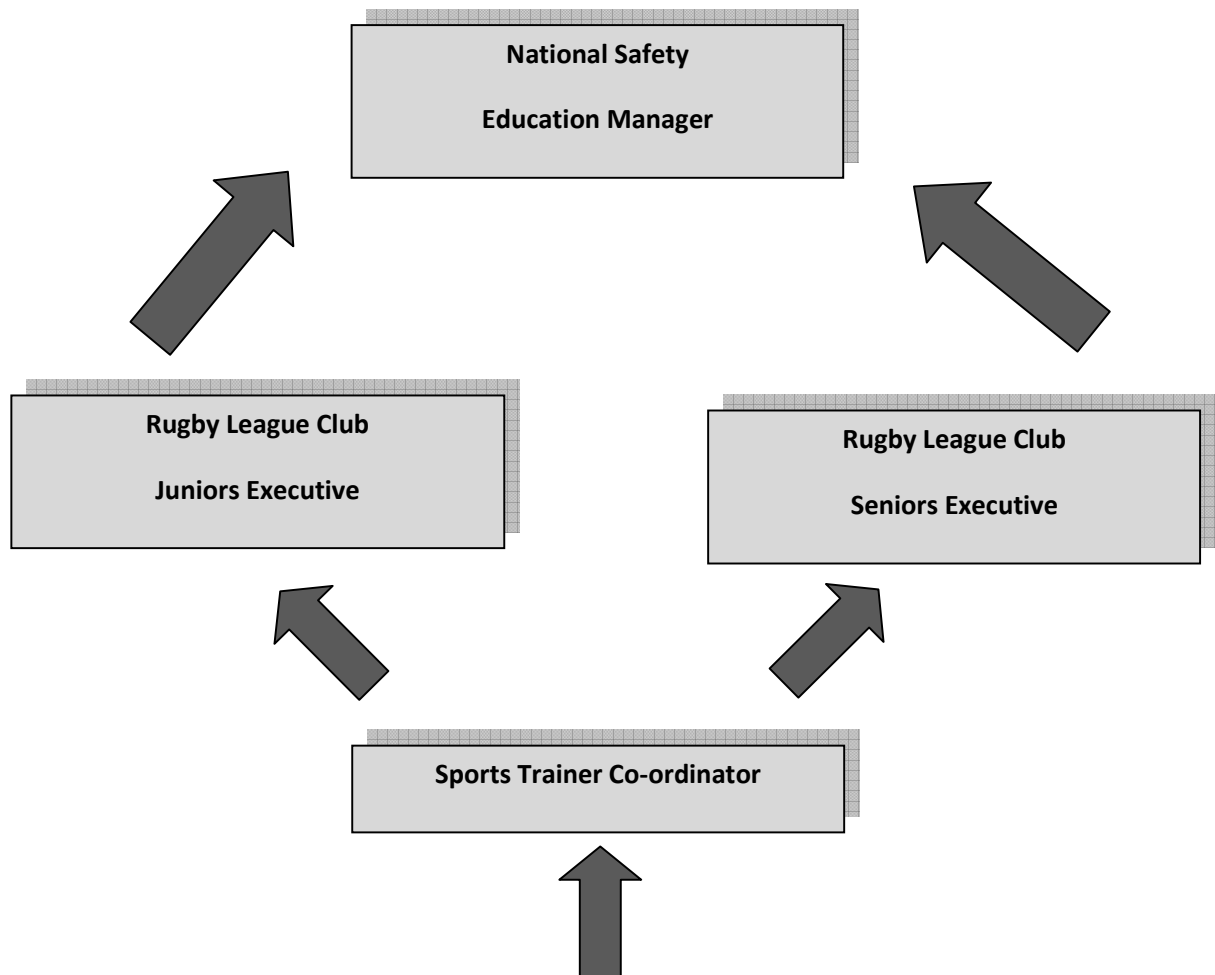 National Safety
Education Manager
Rugby League Club
Juniors Executive
Rugby League Club
Seniors Executive
Sports Trainer Co-ordinator